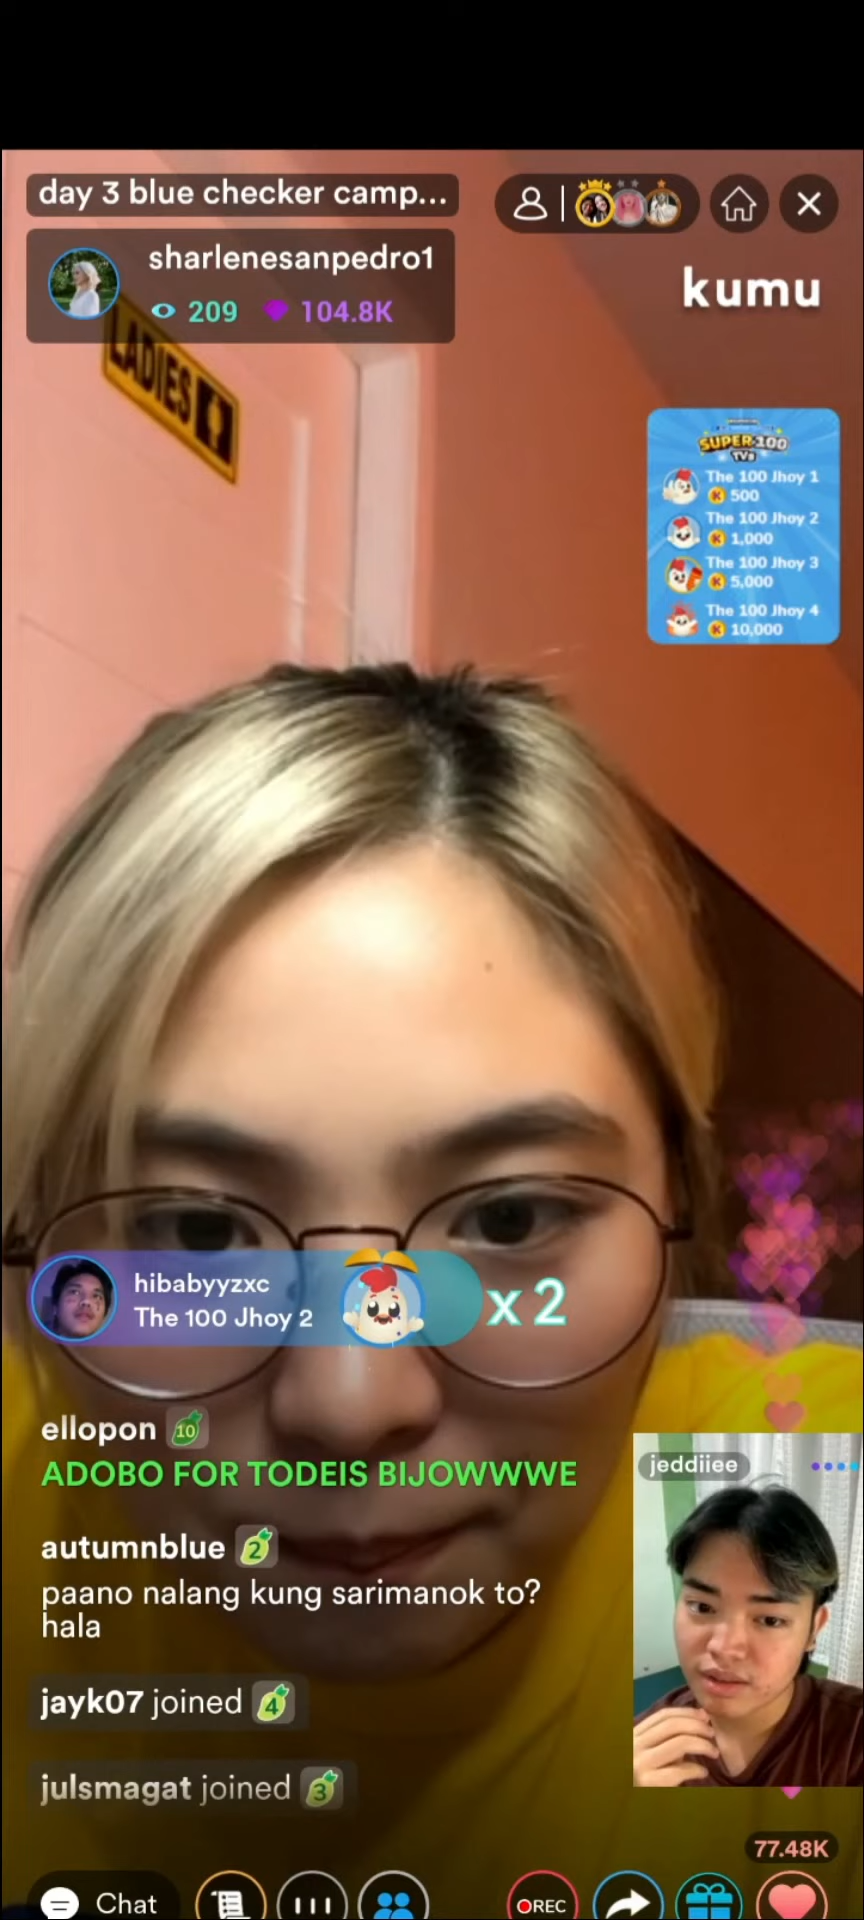 day 3 blue checker camp...
sharlenesanpedro1
209 104.8K
kumu
LADIES
SUPER 100
TVs
The 100 Jhoy 1
K 500
The 100 Jhoy 2
K 1,000
The 100 Jhoy 3
K 5,000
The 100 Jhoy 4
K 10,000
hibabyyzxc
The 100 Jhoy 2
x 2
ellopon 10
ADOBO FOR TODEIS BIJOWWWE
jeddiiee
autumnblue 2
paano nalang kung sarimanok to?
hala
jayk07 joined 4
julsmagat joined 3
77.48K
Chat
REC